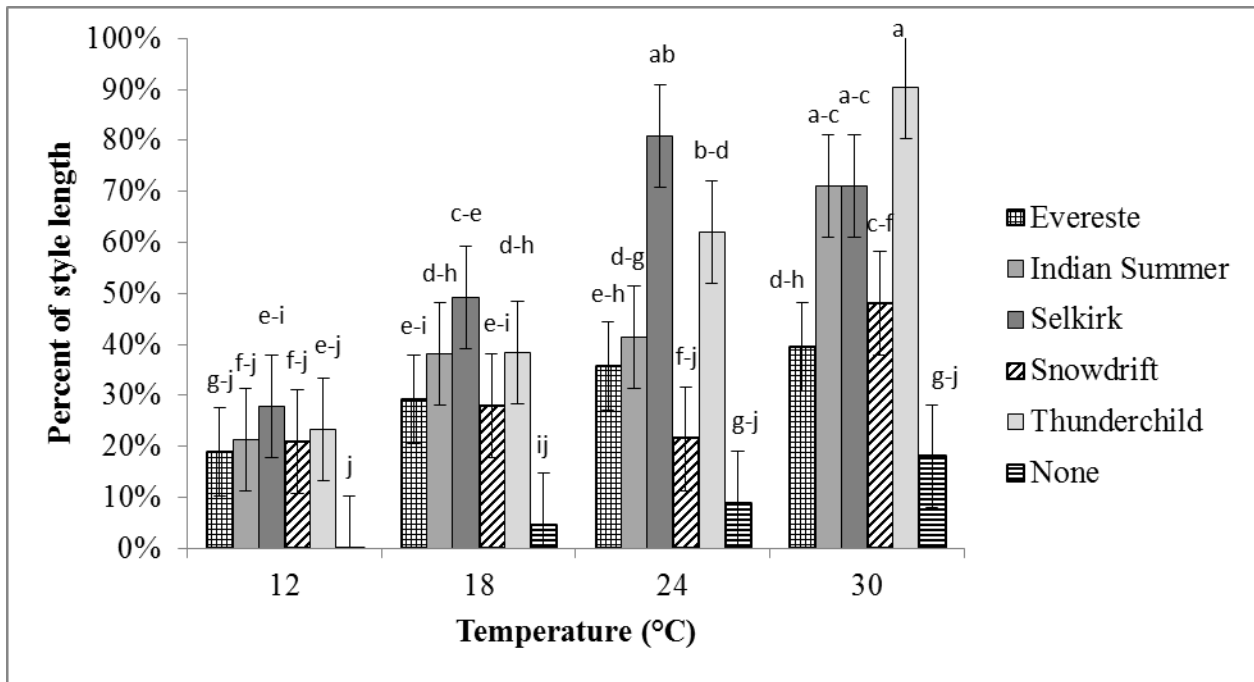 100%
90%
80%
70%
60%
50%
40%
30%
20%
10%
0%
Percent of style length
g-j
f-j
e-i
f-j
e-j
j
e-i
d-h
c-e
e-i
d-h
ij
e-h
d-g
ab
f-j
b-d
g-j
d-h
a-c
a-c
c-f
a
g-j
12 18 24 30
Temperature (°C)
Evereste
Indian Summer
Selkirk
Snowdrift
Thunderchild
None